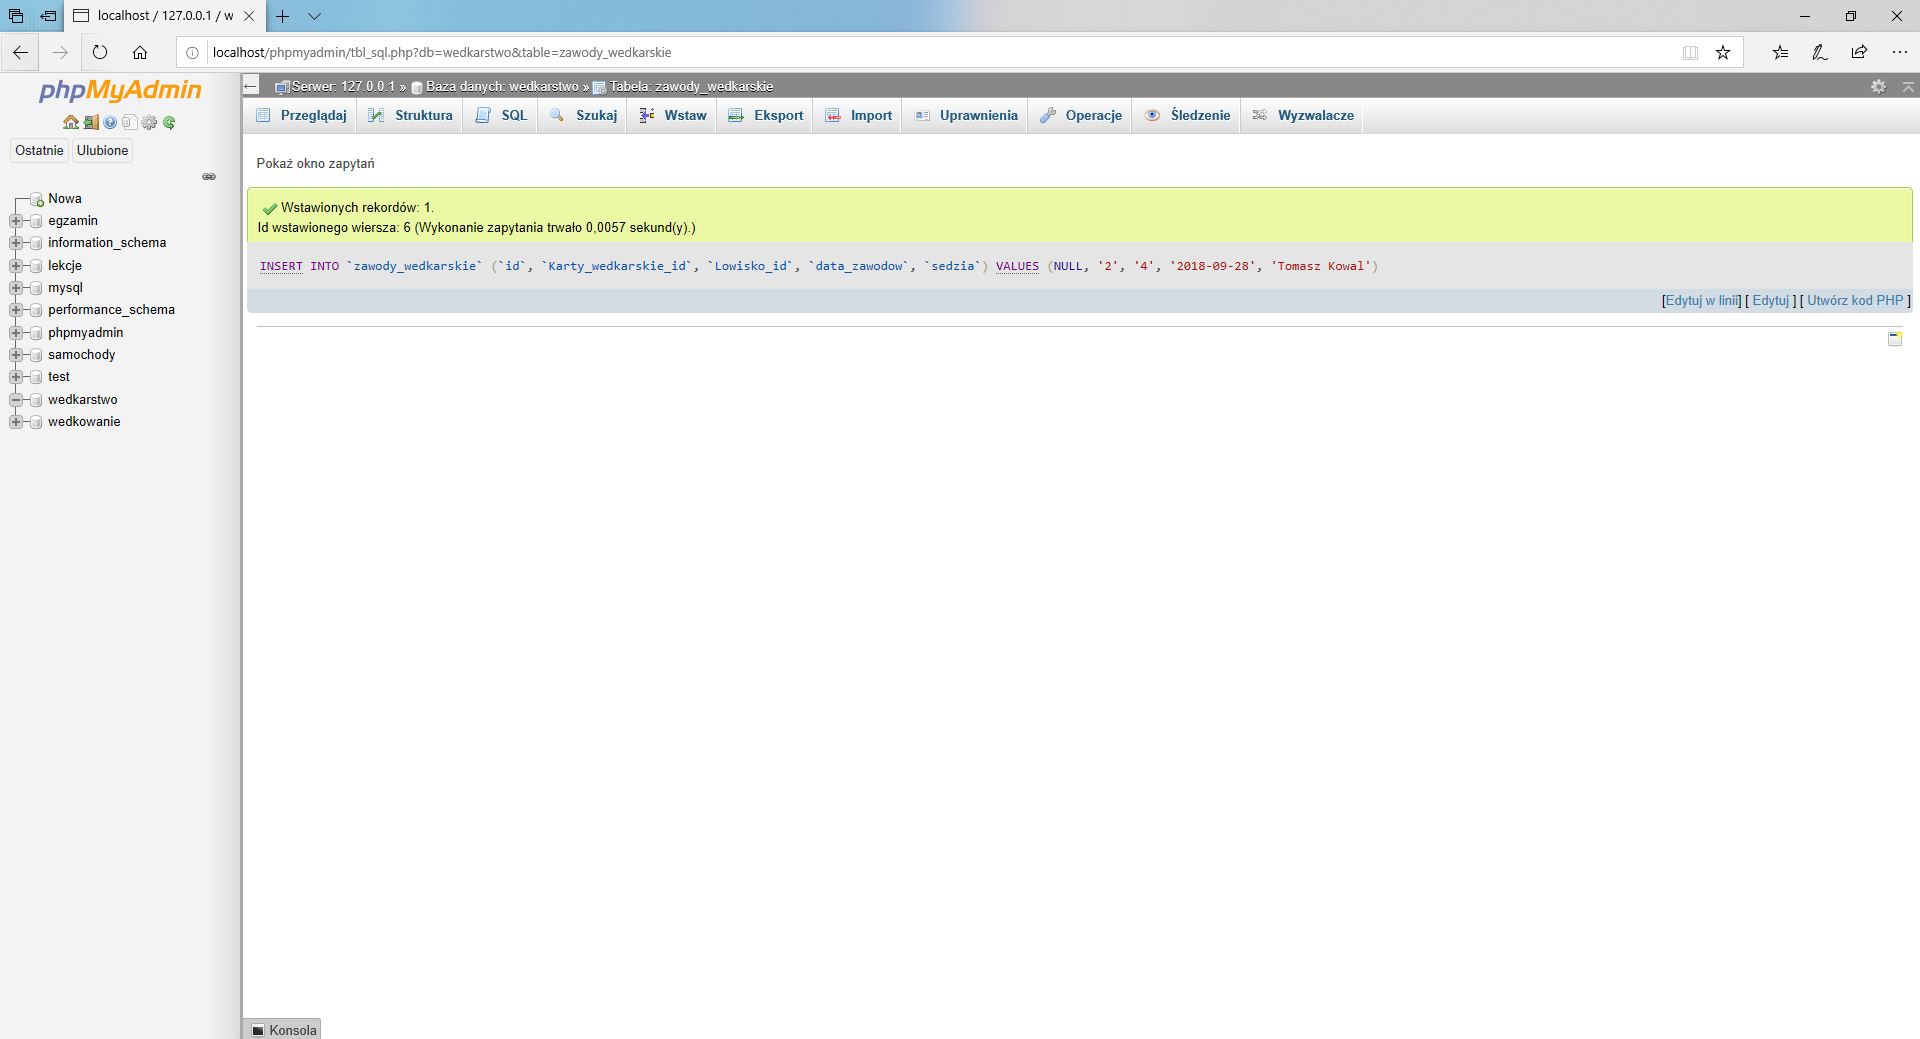 localhost / 127.0.0.1 / w
localhost/phpmyadmin/tbl_sql.php?db=wedkarstwo&table=zawody_wedkarskie
phpMyAdmin
Ostatnie Ulubione
Nowa
egzamin
information_schema
lekcje
mysql
performance_schema
phpmyadmin
samochody
test
wedkarstwo
wedkowanie
Serwer: 127.0.0.1 » Baza danych: wedkarstwo » Tabela: zawody_wedkarskie
Przeglądaj Struktura SQL Szukaj Wstaw Eksport Import Uprawnienia Operacje Śledzenie Wyzwalacze
Pokaż okno zapytań
Wstawionych rekordów: 1.
Id wstawionego wiersza: 6 (Wykonanie zapytania trwało 0,0057 sekund(y).)
INSERT INTO `zawody_wedkarskie` (`id`, `Karty_wedkarskie_id`, `Lowisko_id`, `data_zawodow`, `sedzia`) VALUES (NULL, '2', '4', '2018-09-28', 'Tomasz Kowal')
[Edytuj w linii] [ Edytuj ] [ Utwórz kod PHP ]
Konsola